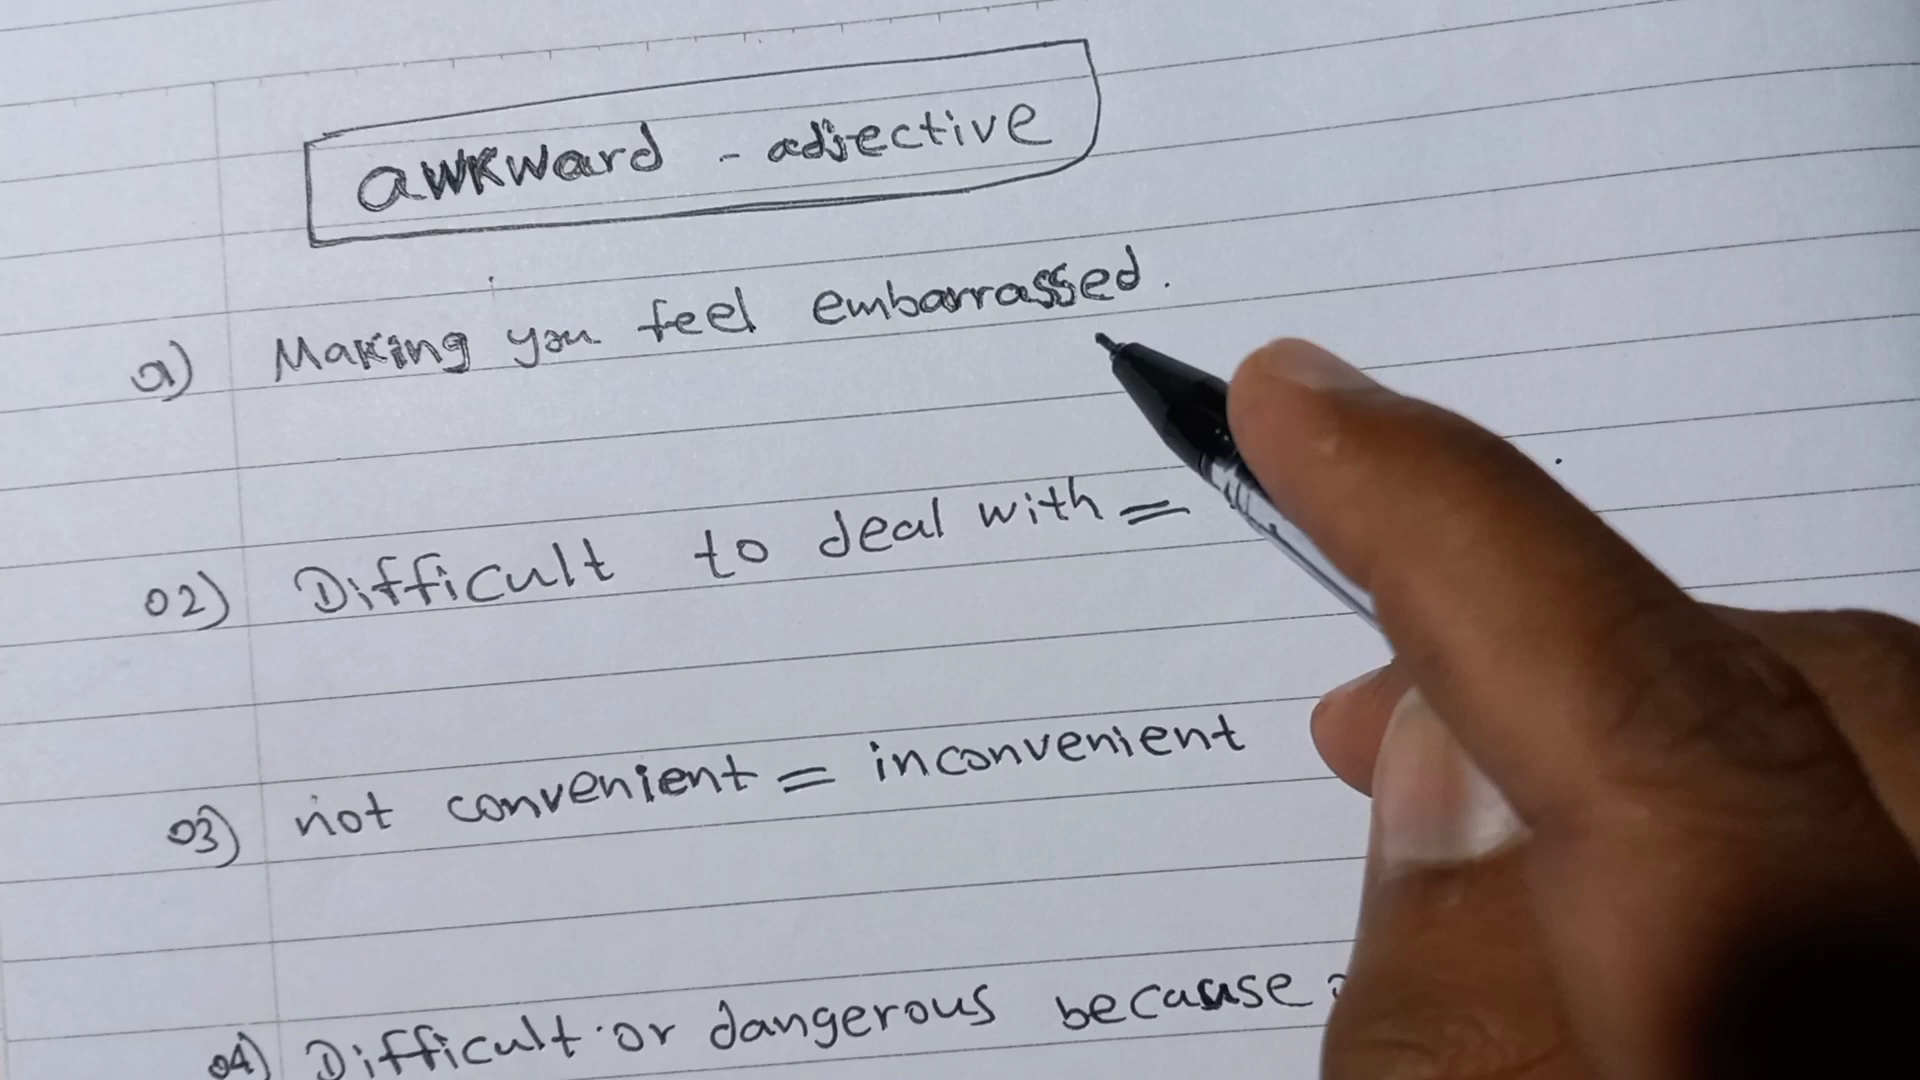 awkward - adjective
a) Making you feel embarrassed.
02) Difficult to deal with =
03) not convenient = inconvenient
04) Difficult or dangerous because